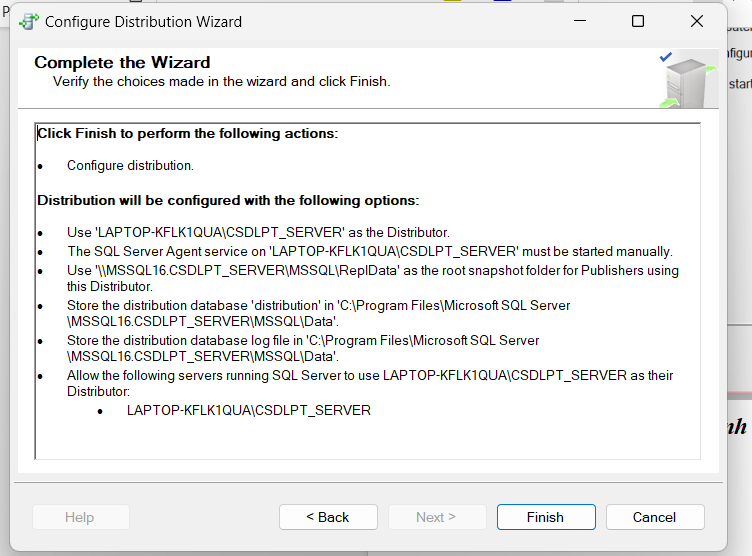 P
Configure Distribution Wizard
Complete the Wizard
Verify the choices made in the wizard and click Finish.
Click Finish to perform the following actions:
• Configure distribution.
Distribution will be configured with the following options:
• Use 'LAPTOP-KFLK1QUA\CSDLPT_SERVER' as the Distributor.
• The SQL Server Agent service on 'LAPTOP-KFLK1QUA\CSDLPT_SERVER' must be started manually.
• Use '\\MSSQL16.CSDLPT_SERVER\MSSQL\ReplData' as the root snapshot folder for Publishers using
this Distributor.
• Store the distribution database 'distribution' in 'C:\Program Files\Microsoft SQL Server
\MSSQL16.CSDLPT_SERVER\MSSQL\Data'.
• Store the distribution database log file in 'C:\Program Files\Microsoft SQL Server
\MSSQL16.CSDLPT_SERVER\MSSQL\Data'.
• Allow the following servers running SQL Server to use LAPTOP-KFLK1QUA\CSDLPT_SERVER as their
Distributor:
• LAPTOP-KFLK1QUA\CSDLPT_SERVER
Help
< Back
Next >
Finish
Cancel
nfigur
start
nh